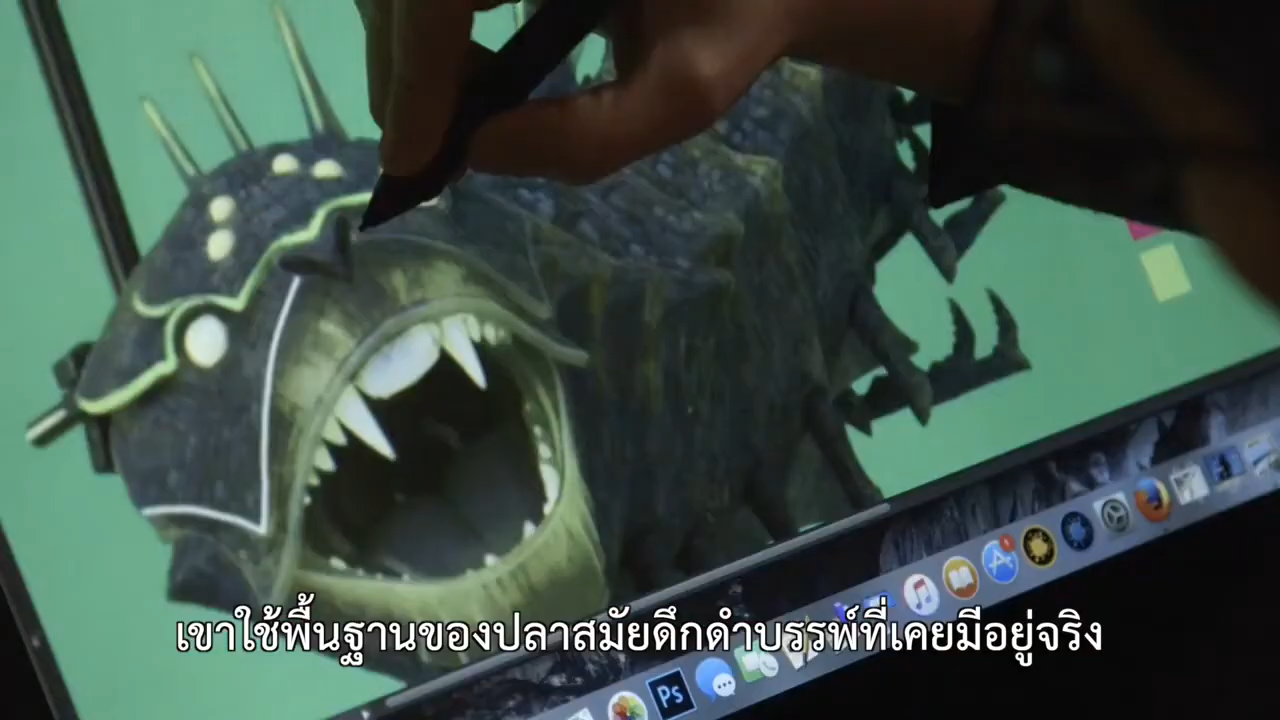 เขาใช้พื้นฐานของปลาสมัยดึกดำบรรพ์ที่เคยมีอยู่จริง
Ps